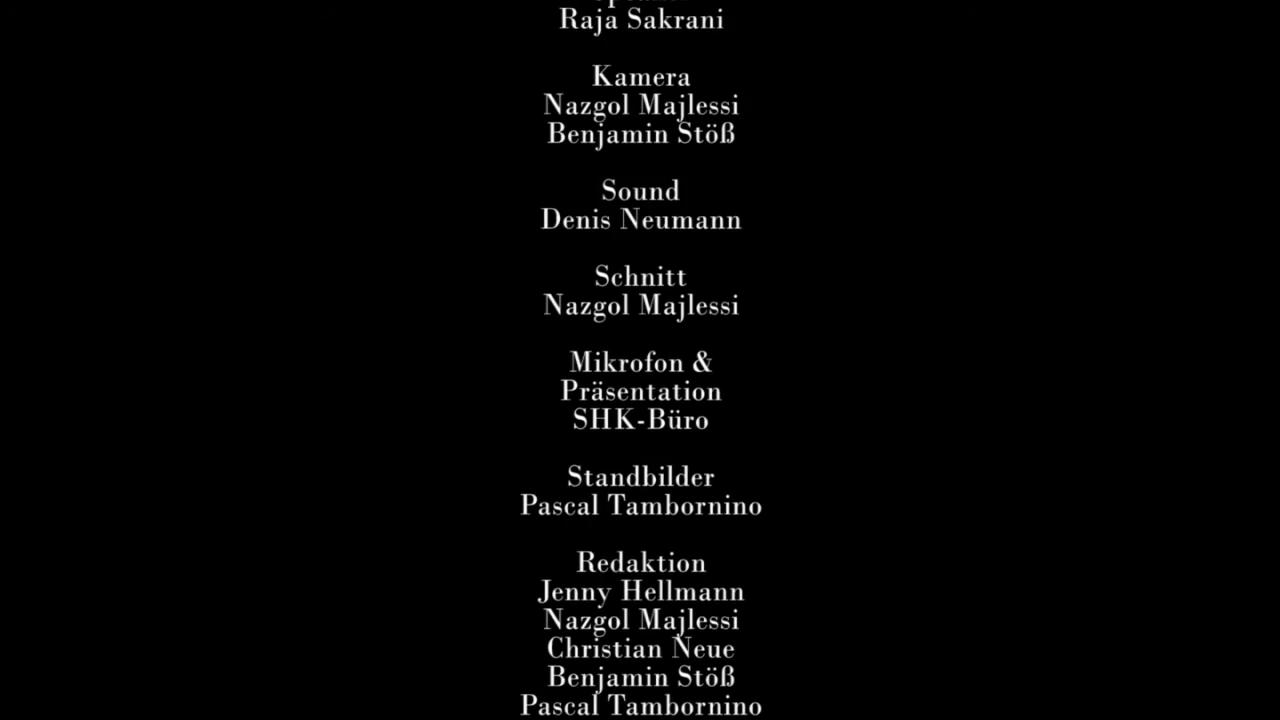 Raja Sakrani
Kamera
Nazgol Majlessi
Benjamin Stöß
Sound
Denis Neumann
Schnitt
Nazgol Majlessi
Mikrofon &
Präsentation
SHK-Büro
Standbilder
Pascal Tambornino
Redaktion
Jenny Hellmann
Nazgol Majlessi
Christian Neue
Benjamin Stöß
Pascal Tambornino